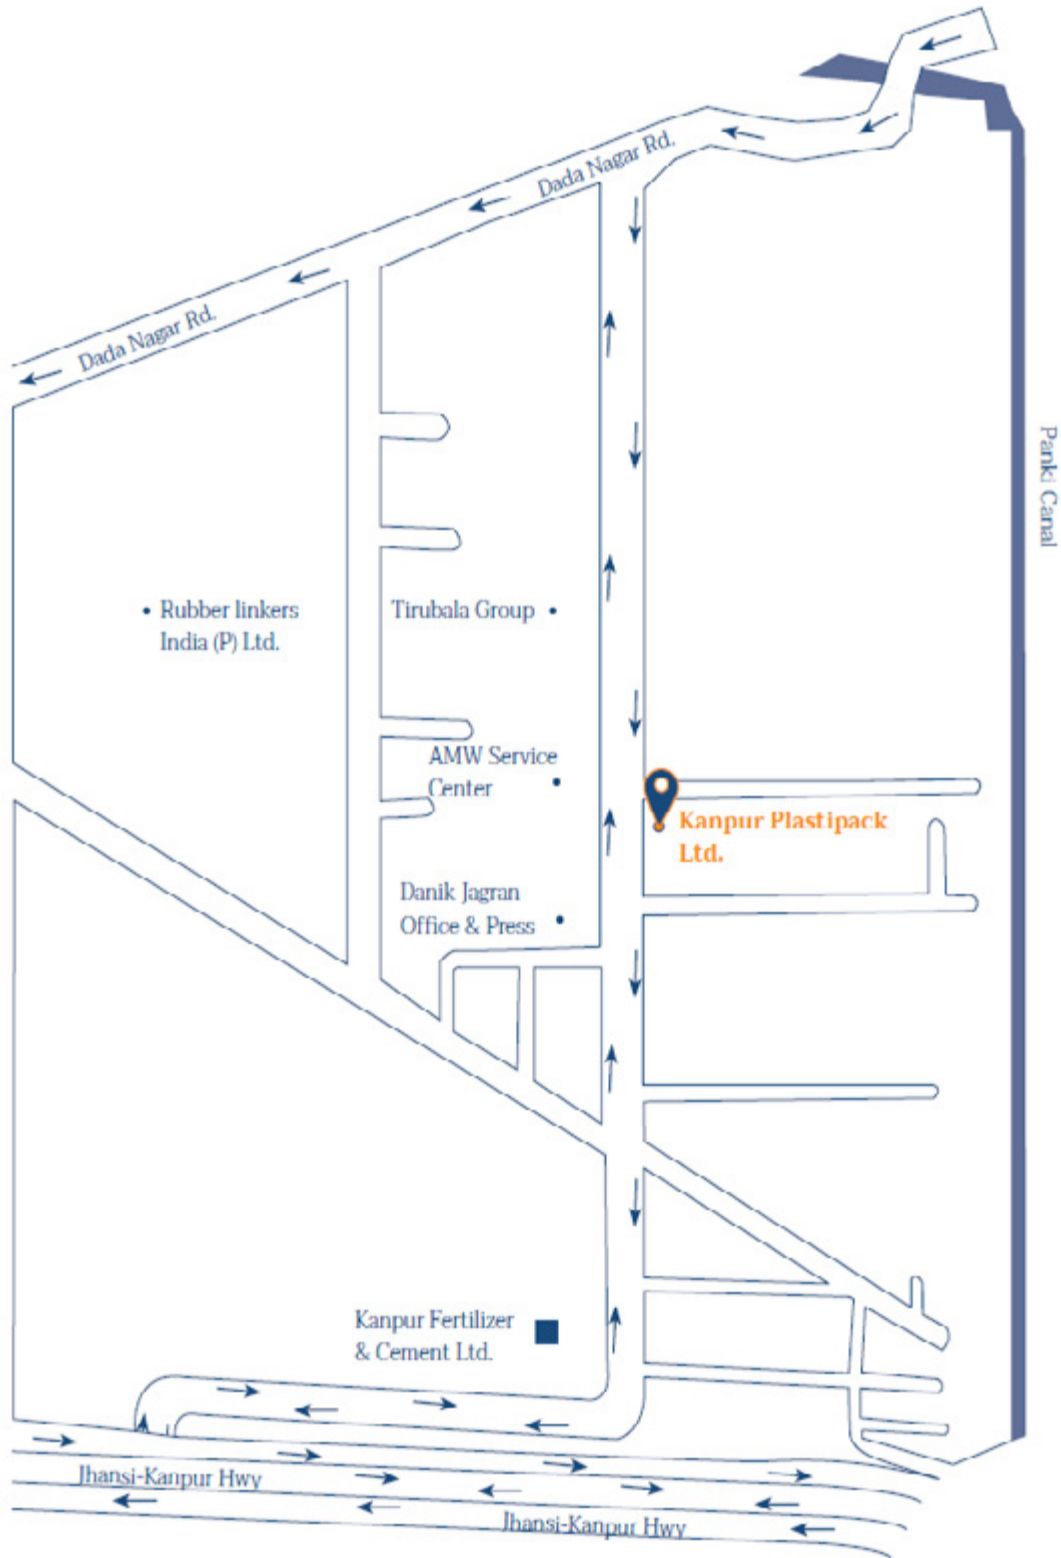 Dada Nagar Rd.
Dada Nagar Rd.
Panki Canal
Rubber linkers
India (P) Ltd.
Tirubala Group
AMW Service
Center
Kanpur Plastipack
Ltd.
Danik Jagran
Office & Press
Kanpur Fertilizer
& Cement Ltd.
Jhansi-Kanpur Hwy
Jhansi-Kanpur Hwy